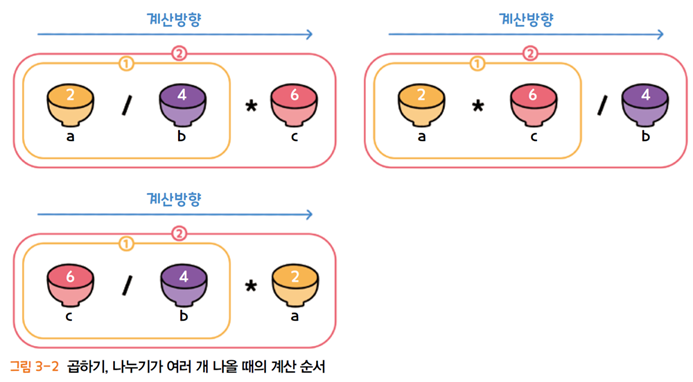 계산방향
②
①
2 / 4 * 6
a b c
계산방향
②
①
2 * 6 / 4
a c b
계산방향
②
①
6 / 4 * 2
c b a
그림 3-2 곱하기, 나누기가 여러 개 나올 때의 계산 순서